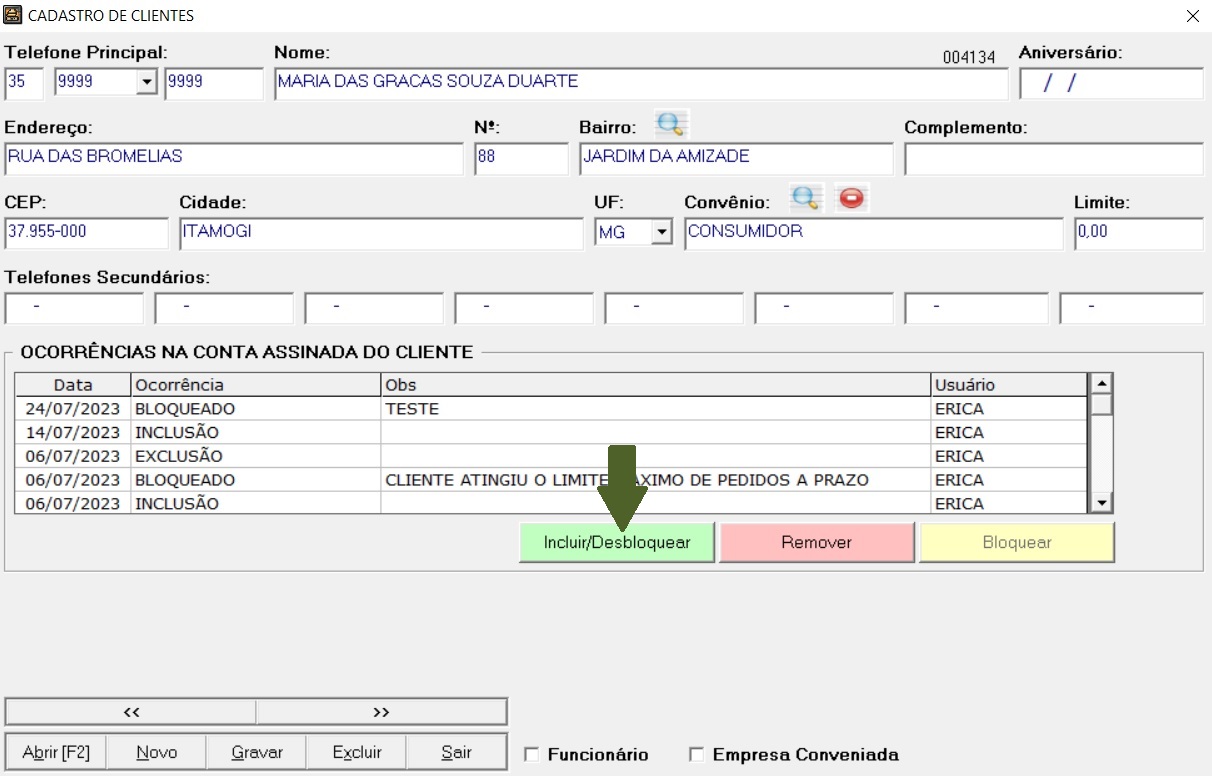 CADASTRO DE CLIENTES
Telefone Principal: Nome: 004134 Aniversário:
35 9999 9999 MARIA DAS GRACAS SOUZA DUARTE / /
Endereço: Nº: Bairro: Complemento:
RUA DAS BROMELIAS 88 JARDIM DA AMIZADE
CEP: Cidade: UF: Convênio: Limite:
37.955-000 ITAMOGI MG CONSUMIDOR 0,00
Telefones Secundários:
- - - - - - - -
OCORRÊNCIAS NA CONTA ASSINADA DO CLIENTE
Data Ocorrência Obs Usuário
24/07/2023 BLOQUEADO TESTE ERICA
14/07/2023 INCLUSÃO ERICA
06/07/2023 EXCLUSÃO ERICA
06/07/2023 BLOQUEADO CLIENTE ATINGIU O LIMITE AXIMO DE PEDIDOS A PRAZO ERICA
06/07/2023 INCLUSÃO ERICA
Incluir/Desbloquear Remover Bloquear
<< >>
Abrir [F2] Novo Gravar Excluir Sair Funcionário Empresa Conveniada